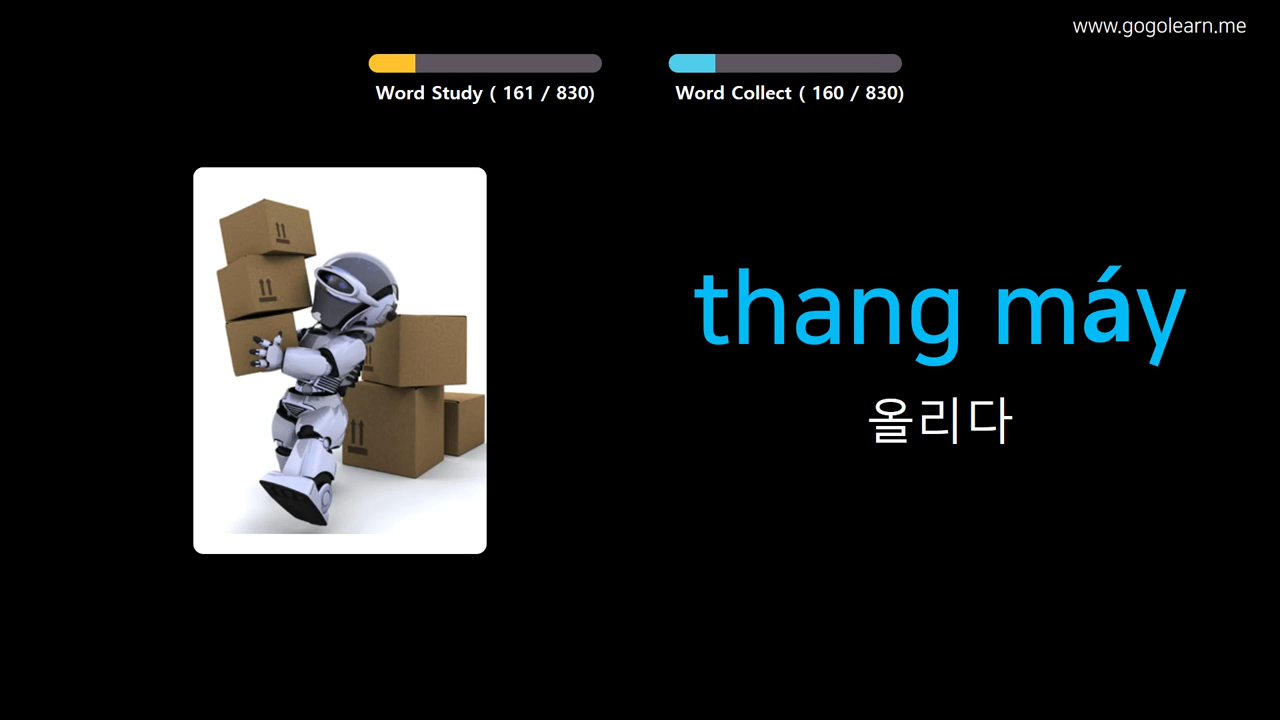 www.gogolearn.me
Word Study ( 161 / 830)
Word Collect ( 160 / 830)
thang máy
올리다